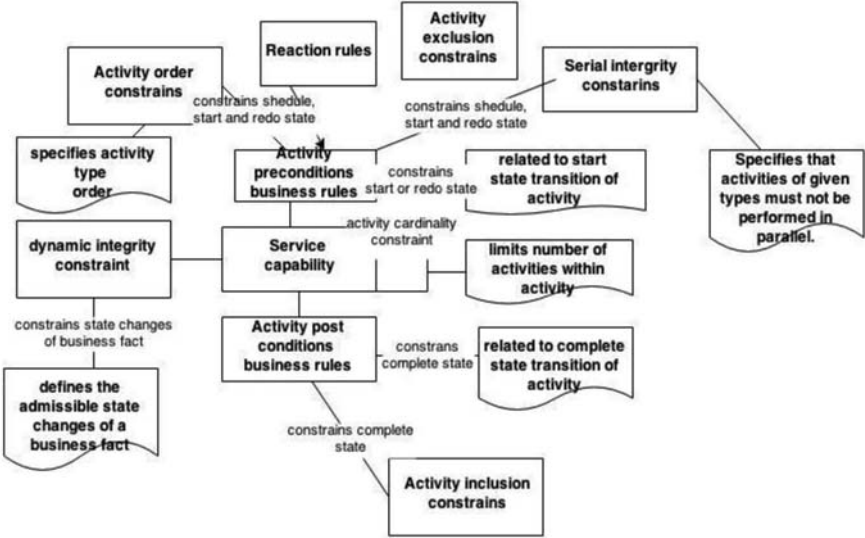 Activity order
constrains
Reaction rules
Activity
exclusion
constrains
Serial intergrity
constarins
constrains shedule,
start and redo state
constrains shedule,
start and redo state
specifies activity
type
order
Activity
preconditions
business rules
constrains
start or redo state
related to start
state transition of
activity
Specifies that
activities of given
types must not be
performed in
parallel.
dynamic integrity
constraint
Service
capability
activity cardinality
constraint
limits number of
activities within
activity
constrains state changes
of business fact
Activity post
conditions
business rules
constrans
complete state
related to complete
state transition of
activity
defines the
admissible state
changes of a
business fact
constrains complete
state
Activity inclusion
constrains